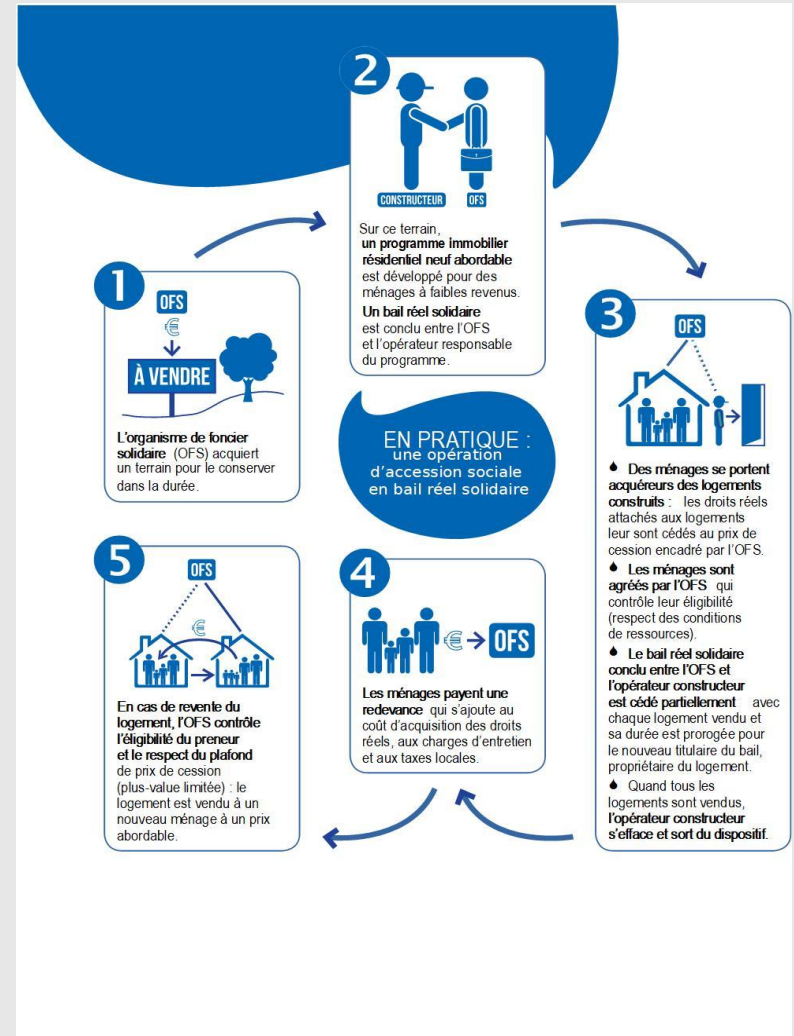 1
OFS
€
À VENDRE
L'organisme de foncier
solidaire (OFS) acquiert
un terrain pour le conserver
dans la durée.
2
CONSTRUCTEUR
OFS
Sur ce terrain,
un programme immobilier
résidentiel neuf abordable
est développé pour des
ménages à faibles revenus.
Un bail réel solidaire
est conclu entre l'OFS
et l'opérateur responsable
du programme.
EN PRATIQUE :
une opération
d'accession sociale
en bail réel solidaire
3
OFS
Des ménages se portent
acquéreurs des logements
construits : les droits réels
attachés aux logements
leur sont cédés au prix de
cession encadré par l'OFS.
Les ménages sont
agréés par l'OFS qui
contrôle leur éligibilité
(respect des conditions
de ressources).
Le bail réel solidaire
conclu entre l'OFS et
l'opérateur constructeur
est cédé partiellement avec
chaque logement vendu et
sa durée est prorogée pour
le nouveau titulaire du bail,
propriétaire du logement.
Quand tous les
logements sont vendus,
l'opérateur constructeur
s'efface et sort du dispositif.
4
€
OFS
Les ménages payent une
redevance qui s'ajoute au
coût d'acquisition des droits
réels, aux charges d'entretien
et aux taxes locales.
5
OFS
€
En cas de revente du
logement, l'OFS contrôle
l'éligibilité du preneur
et le respect du plafond
de prix de cession
(plus-value limitée) : le
logement est vendu à un
nouveau ménage à un prix
abordable.